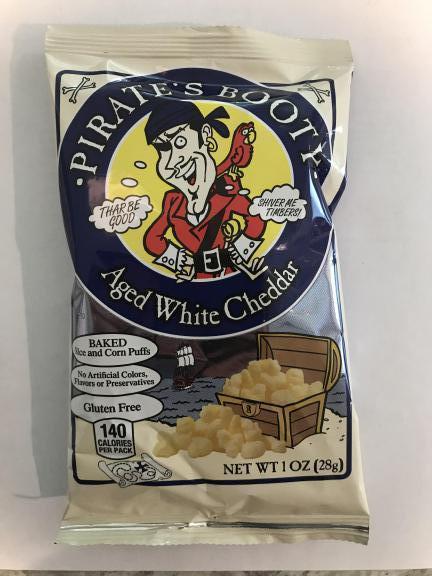 ·PIRATE'S BOOTY
THAR BE
GOOD
SHIVER ME
TIMBERS!
Aged White Cheddar
BAKED
Rice and Corn Puffs
No Artificial Colors,
Flavors or Preservatives
Gluten Free
140
CALORIES
PER PACK
NET WT 1 OZ (28g)